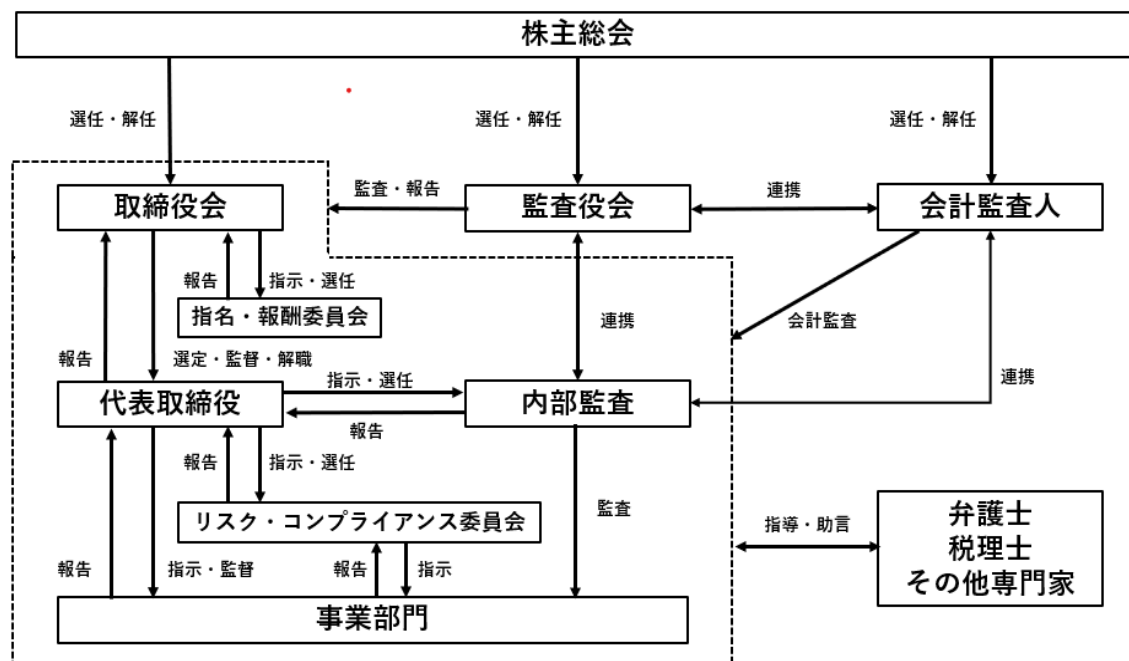 株主総会
選任・解任
選任・解任
選任・解任
取締役会
監査・報告
監査役会
連携
会計監査人
報告
指示・選任
指名・報酬委員会
連携
会計監査
報告
選定・監督・解職
代表取締役
指示・選任
報告
内部監査
連携
報告
指示・選任
リスク・コンプライアンス委員会
監査
指導・助言
弁護士
税理士
その他専門家
報告
指示・監督
報告
指示
事業部門